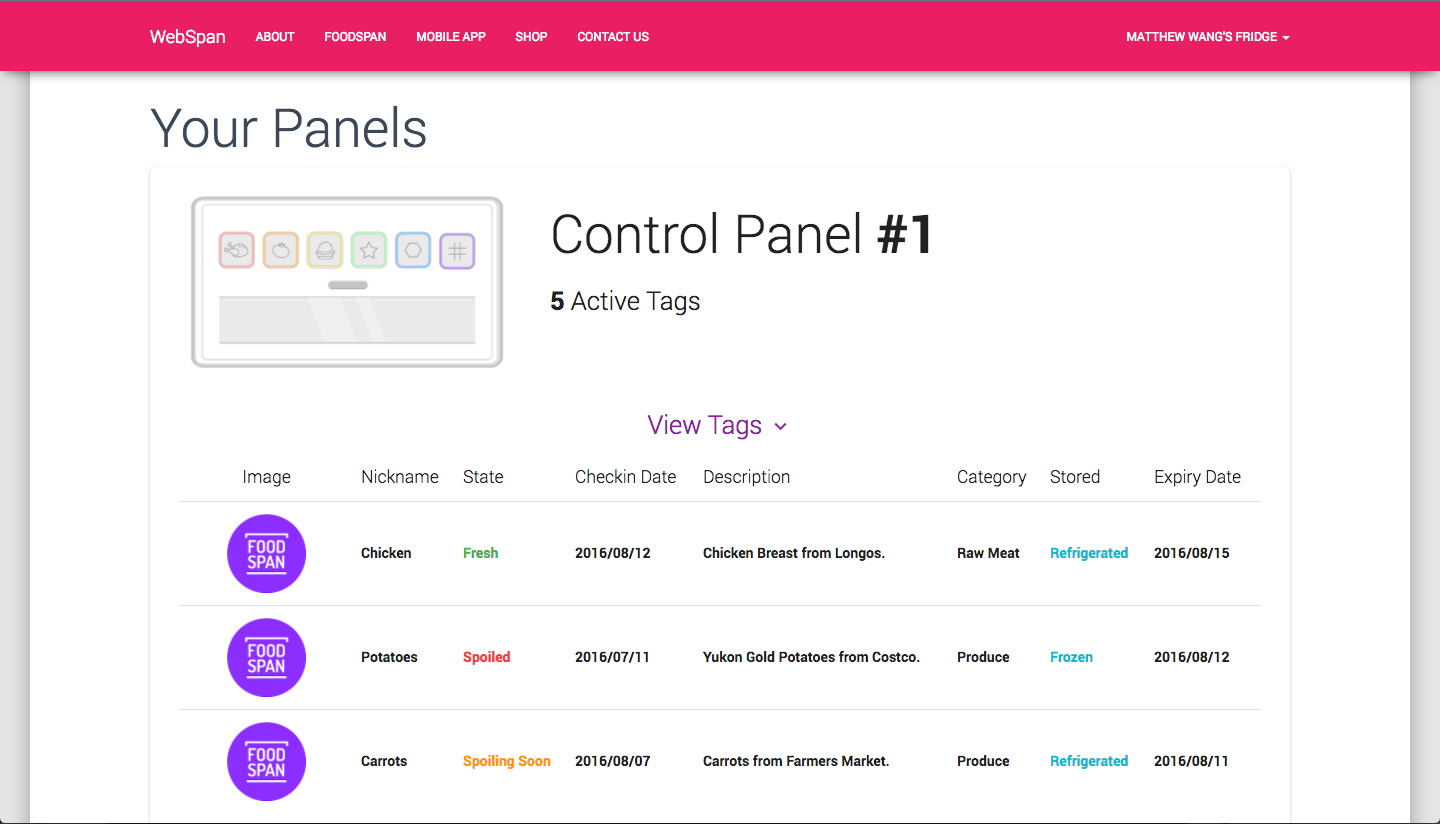 WebSpan ABOUT FOODSPAN MOBILE APP SHOP CONTACT US MATTHEW WANG'S FRIDGE
Your Panels
Control Panel #1
5 Active Tags
View Tags
Image Nickname State Checkin Date Description Category Stored Expiry Date
FOOD
SPAN
Chicken Fresh 2016/08/12 Chicken Breast from Longos. Raw Meat Refrigerated 2016/08/15
FOOD
SPAN
Potatoes Spoiled 2016/07/11 Yukon Gold Potatoes from Costco. Produce Frozen 2016/08/12
FOOD
SPAN
Carrots Spoiling Soon 2016/08/07 Carrots from Farmers Market. Produce Refrigerated 2016/08/11